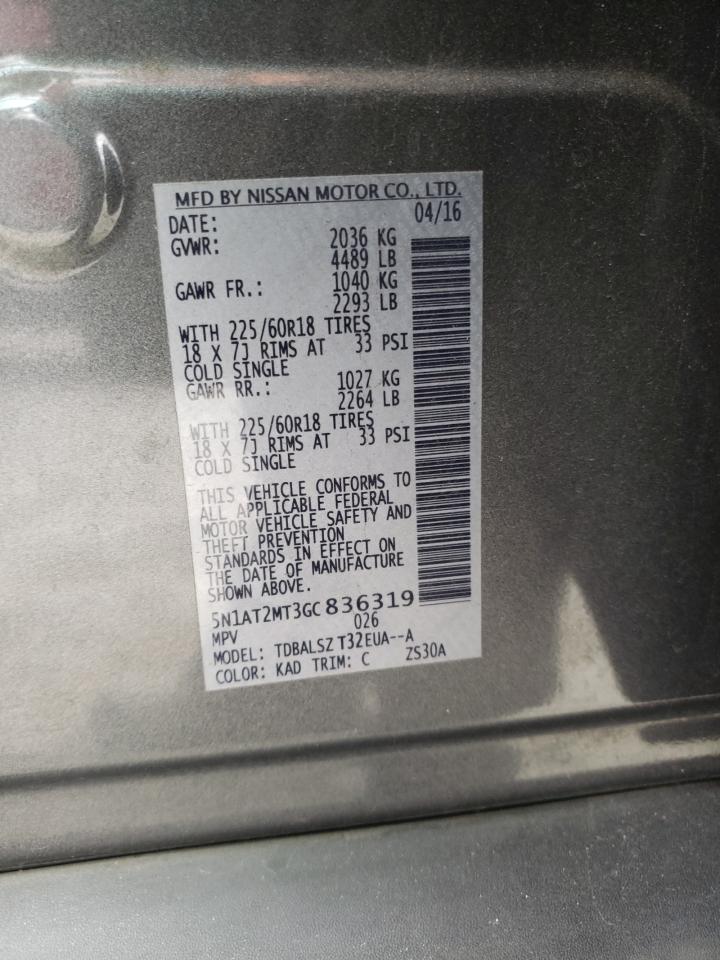 MFD BY NISSAN MOTOR CO., LTD.
DATE: 04/16
GVWR: 2036 KG
4489 LB
GAWR FR.: 1040 KG
2293 LB
WITH 225/60R18 TIRES
18 X 7J RIMS AT 33 PSI
COLD SINGLE
GAWR RR.: 1027 KG
2264 LB
WITH 225/60R18 TIRES
18 X 7J RIMS AT 33 PSI
COLD SINGLE
THIS VEHICLE CONFORMS TO
ALL APPLICABLE FEDERAL
MOTOR VEHICLE SAFETY AND
THEFT PREVENTION
STANDARDS IN EFFECT ON
THE DATE OF MANUFACTURE
SHOWN ABOVE.
5N1AT2MT3GC836319
MPV 026
MODEL: TDBALSZ T32EUA--A
COLOR: KAD TRIM: C ZS30A